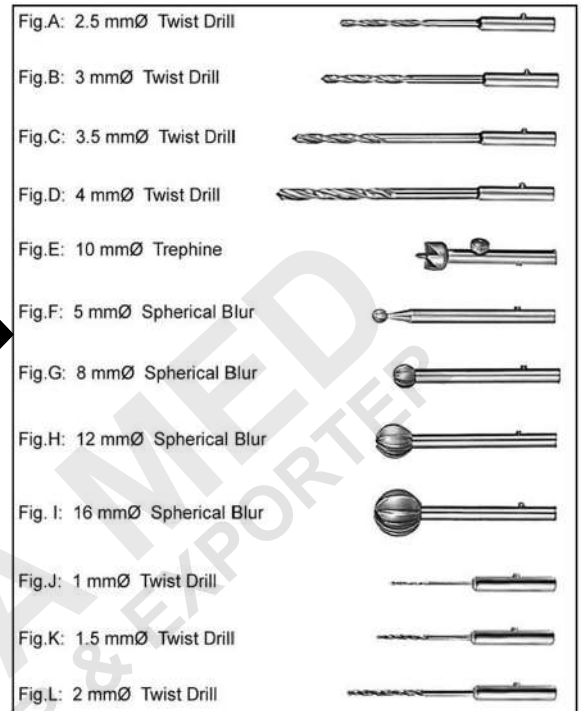 Fig.A: 2.5 mmØ Twist Drill
Fig.B: 3 mmØ Twist Drill
Fig.C: 3.5 mmØ Twist Drill
Fig.D: 4 mmØ Twist Drill
Fig.E: 10 mmØ Trephine
Fig.F: 5 mmØ Spherical Blur
Fig.G: 8 mmØ Spherical Blur
Fig.H: 12 mmØ Spherical Blur
Fig. I: 16 mmØ Spherical Blur
Fig.J: 1 mmØ Twist Drill
Fig.K: 1.5 mmØ Twist Drill
Fig.L: 2 mmØ Twist Drill
A MED
& EXPORTER